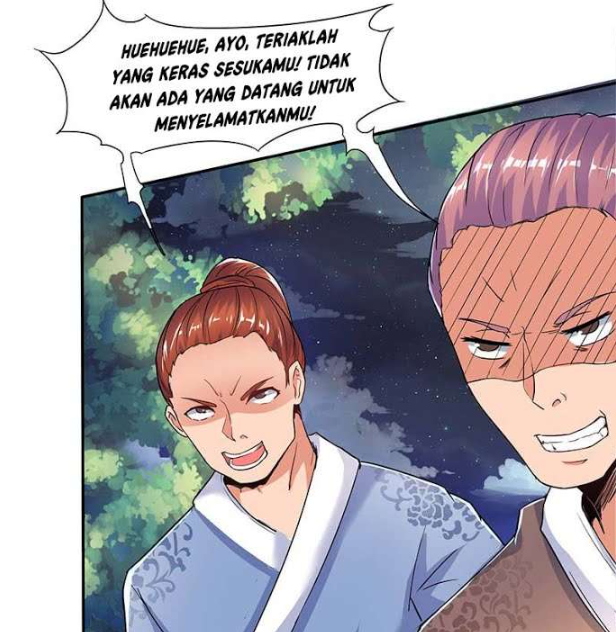 HUEHUEHUE, AYO, TERIAKLAH
YANG KERAS SESUKAMU! TIDAK
AKAN ADA YANG DATANG UNTUK
MENYELAMATKANMU!